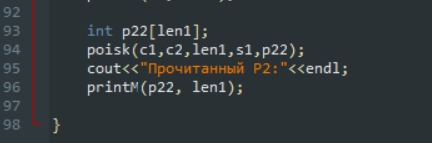 92
93 int p22[len1];
94 poisk(c1,c2,len1,s1,p22);
95 cout<<"Прочитанный P2:"<<endl;
96 printM(p22, len1);
97
98 }